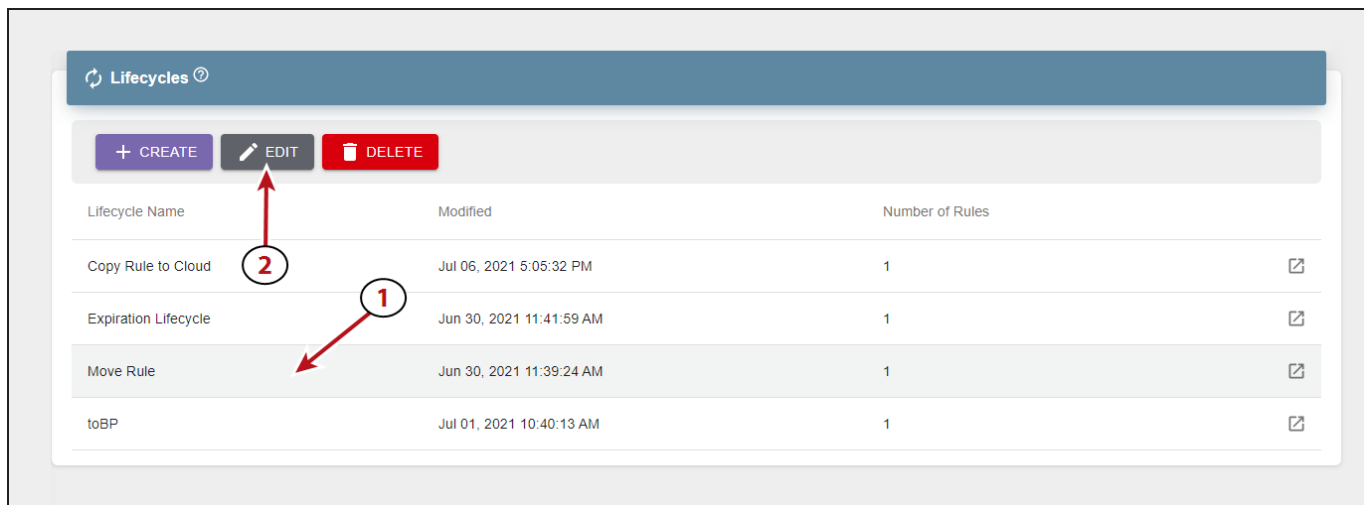 Lifecycles ?
+ CREATE EDIT DELETE
Lifecycle Name Modified Number of Rules
Copy Rule to Cloud 2 Jul 06, 2021 5:05:32 PM 1
1
Expiration Lifecycle Jun 30, 2021 11:41:59 AM 1
Move Rule Jun 30, 2021 11:39:24 AM 1
toBP Jul 01, 2021 10:40:13 AM 1